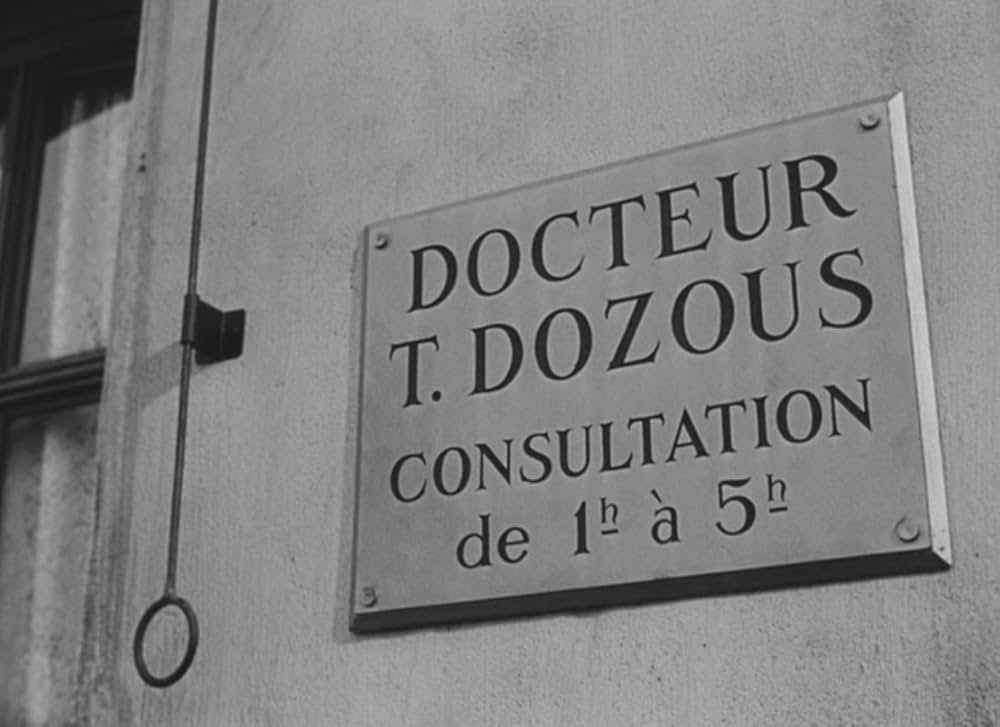 DOCTEUR
T. DOZOUS
CONSULTATION
de 1h à 5h